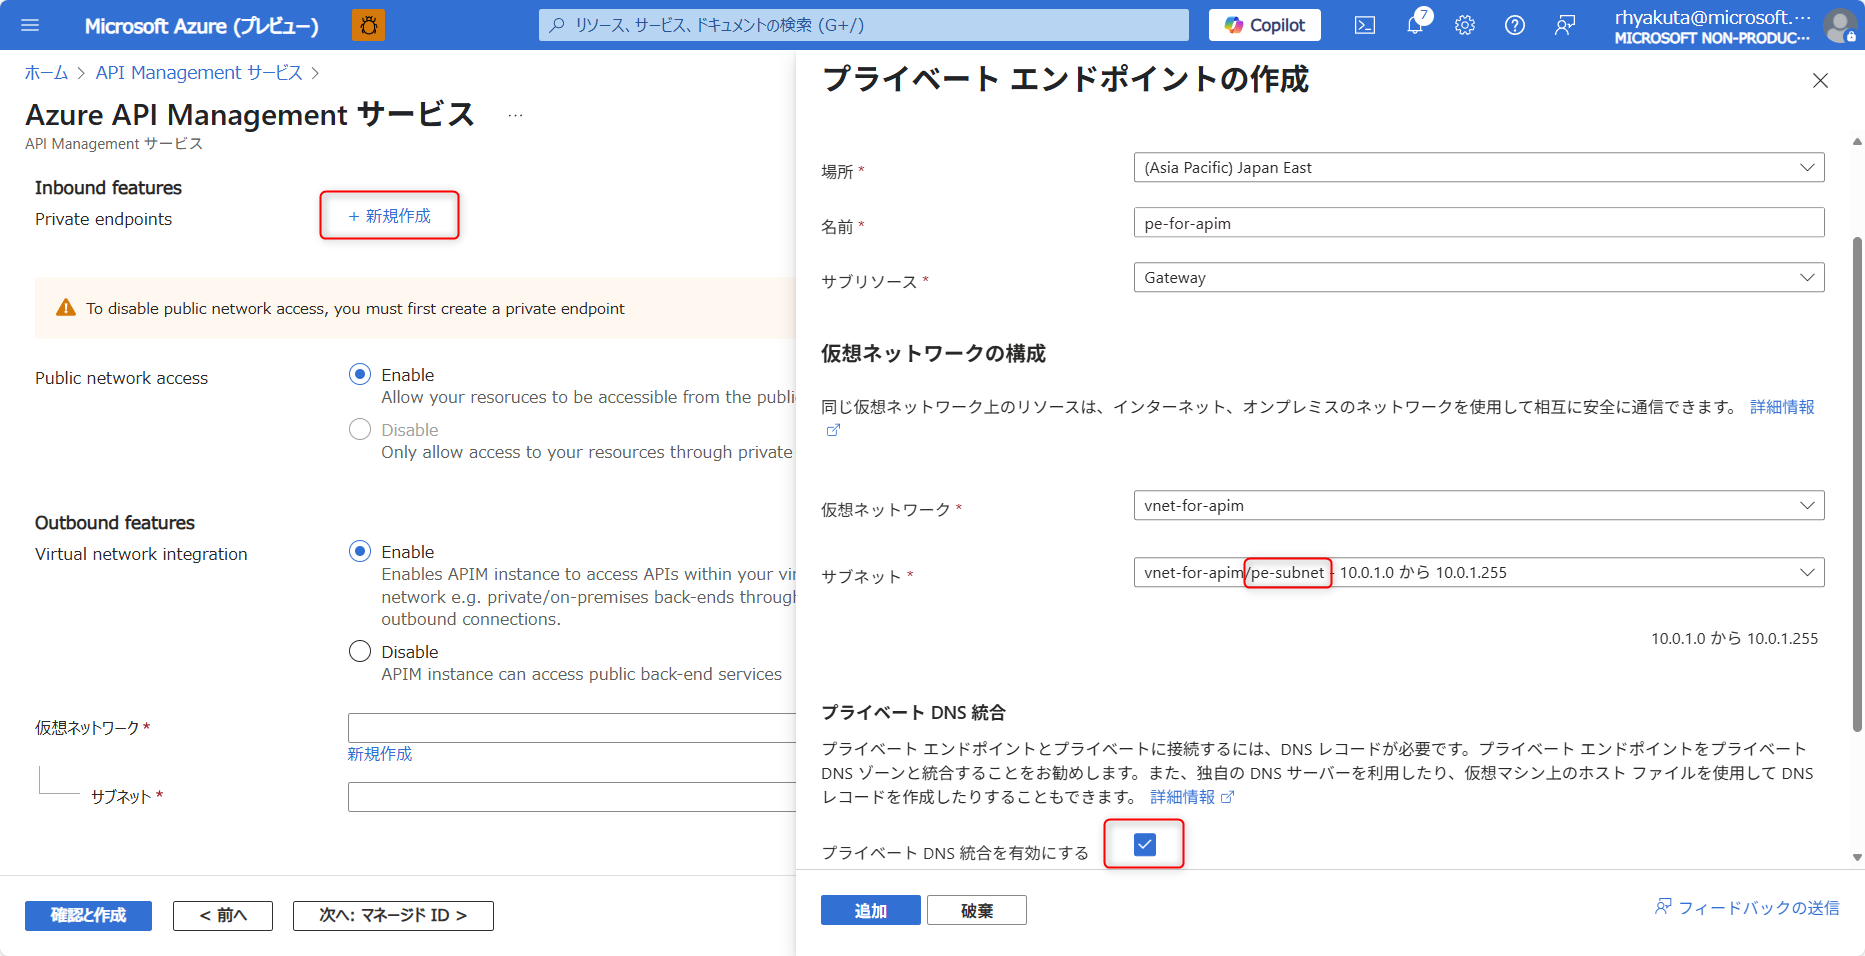 Microsoft Azure (プレビュー)
リソース、サービス、ドキュメントの検索 (G+/)
Copilot
7
rhyakuta@microsoft.…
MICROSOFT NON-PRODUC…
ホーム > API Management サービス >
Azure API Management サービス …
API Management サービス
Inbound features
Private endpoints
+ 新規作成
To disable public network access, you must first create a private endpoint
Public network access
Enable
Allow your resoruces to be accessible from the publi
Disable
Only allow access to your resources through private
Outbound features
Virtual network integration
Enable
Enables APIM instance to access APIs within your vir
network e.g. private/on-premises back-ends through
outbound connections.
Disable
APIM instance can access public back-end services
仮想ネットワーク *
新規作成
サブネット *
確認と作成
< 前へ
次へ: マネージド ID >
プライベート エンドポイントの作成
場所 *
(Asia Pacific) Japan East
名前 *
pe-for-apim
サブリソース *
Gateway
仮想ネットワークの構成
同じ仮想ネットワーク上のリソースは、インターネット、オンプレミスのネットワークを使用して相互に安全に通信できます。 詳細情報
仮想ネットワーク *
vnet-for-apim
サブネット *
vnet-for-apim/pe-subnet - 10.0.1.0 から 10.0.1.255
10.0.1.0 から 10.0.1.255
プライベート DNS 統合
プライベート エンドポイントとプライベートに接続するには、DNS レコードが必要です。プライベート エンドポイントをプライベート
DNS ゾーンと統合することをお勧めします。また、独自の DNS サーバーを利用したり、仮想マシン上のホスト ファイルを使用して DNS
レコードを作成したりすることもできます。 詳細情報
プライベート DNS 統合を有効にする
追加
破棄
フィードバックの送信